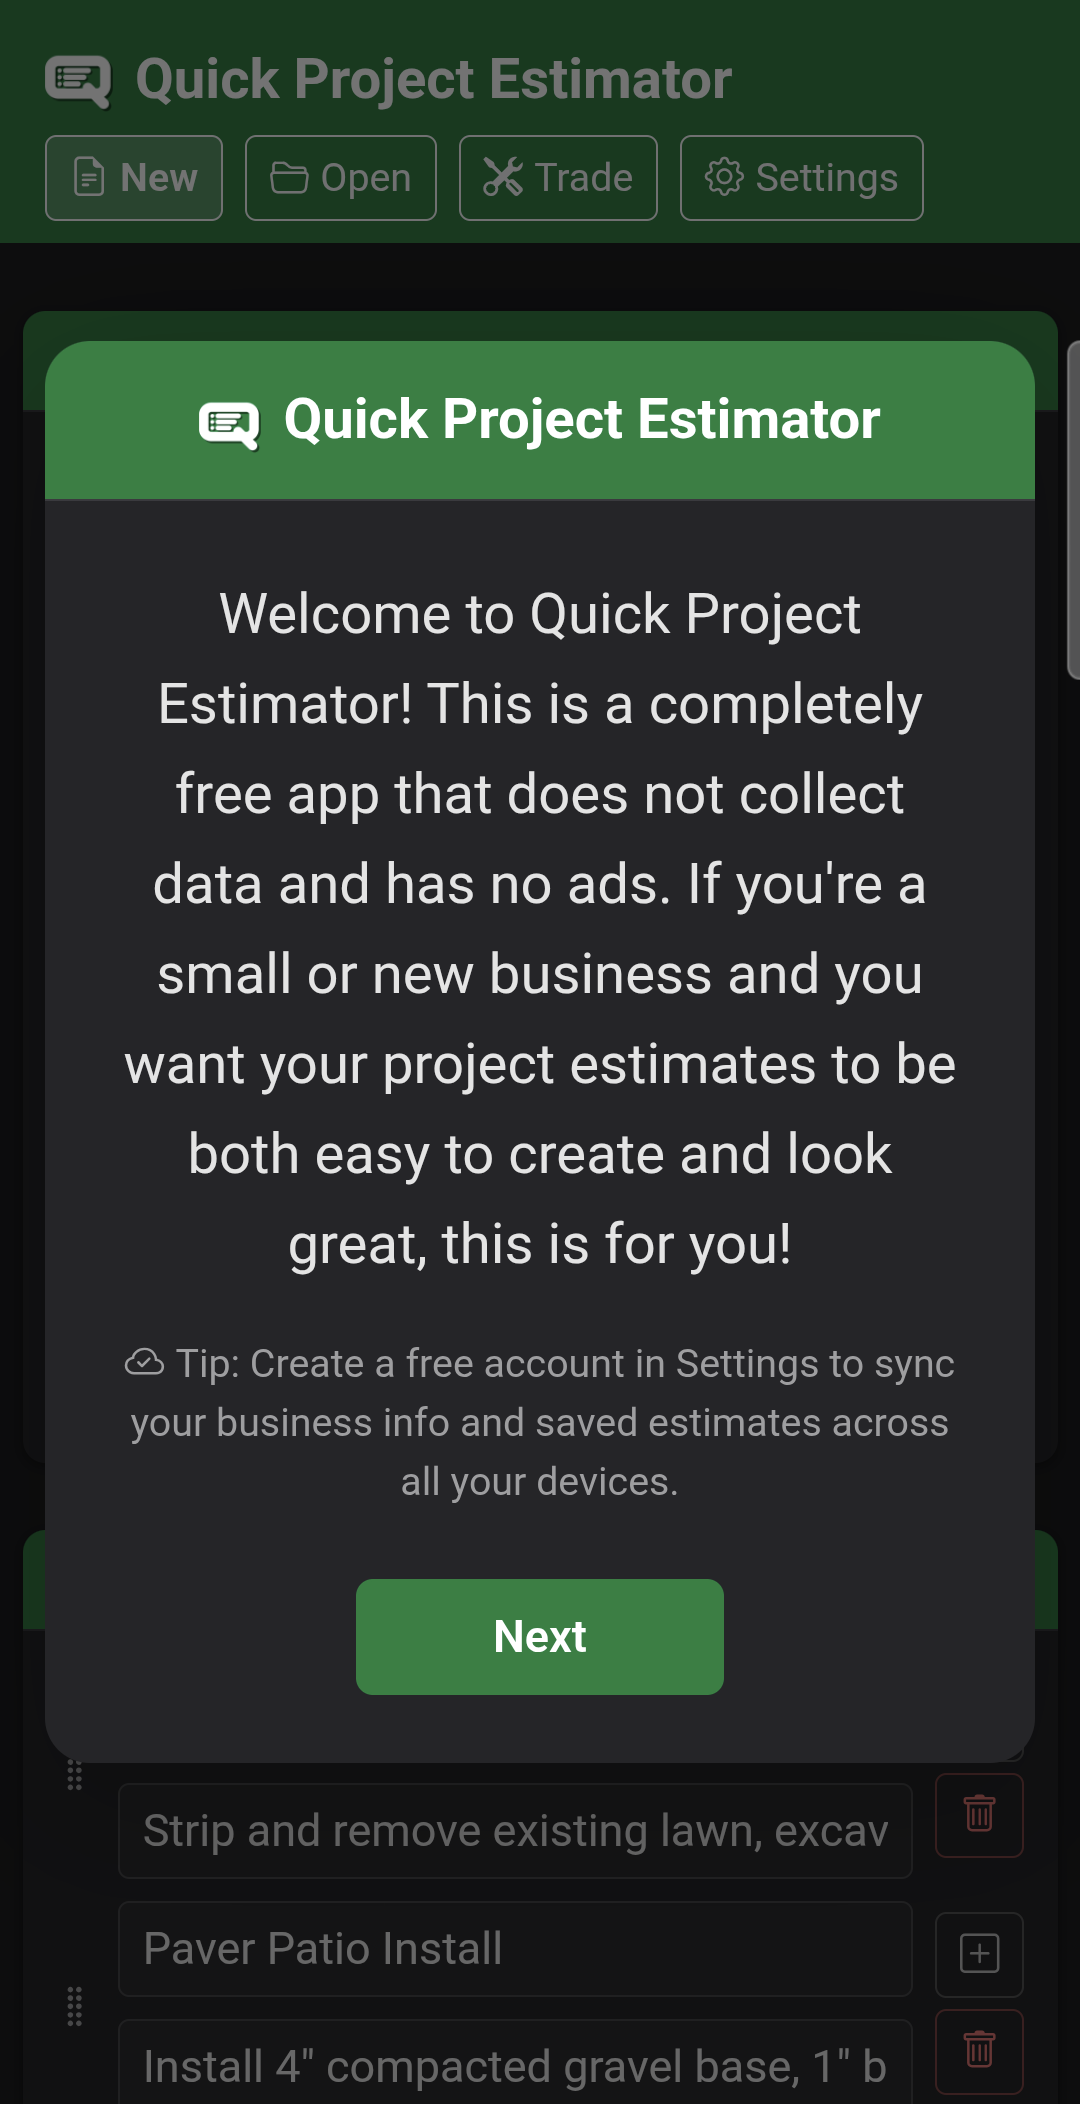 Quick Project Estimator
New
Open
Trade
Settings
Quick Project Estimator
Welcome to Quick Project
Estimator! This is a completely
free app that does not collect
data and has no ads. If you're a
small or new business and you
want your project estimates to be
both easy to create and look
great, this is for you!
Tip: Create a free account in Settings to sync
your business info and saved estimates across
all your devices.
Next
Strip and remove existing lawn, excav
Paver Patio Install
Install 4" compacted gravel base, 1" b